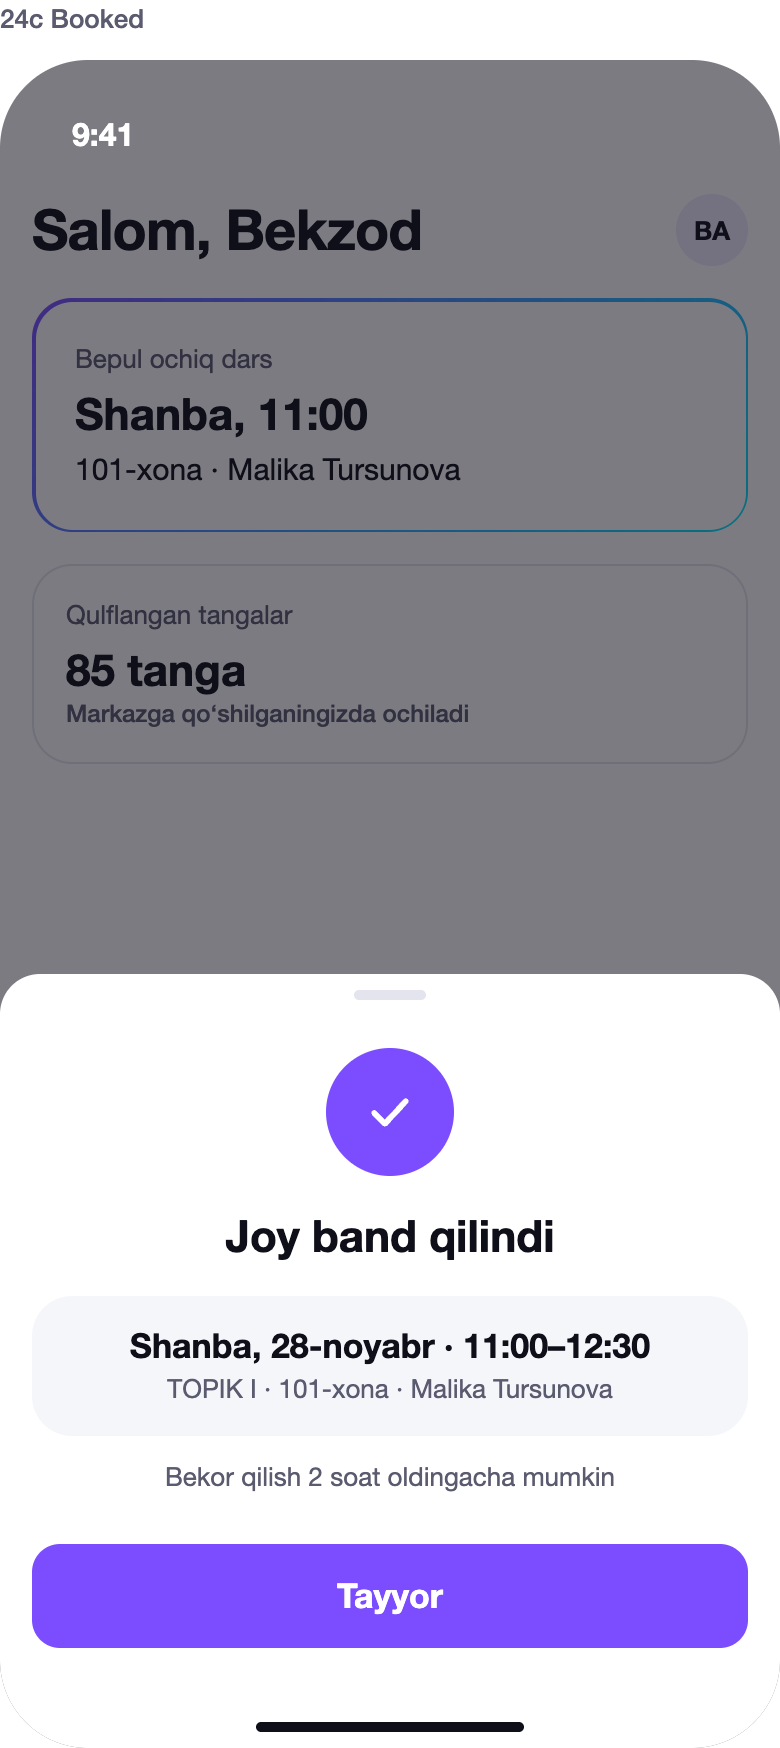 24c Booked
9:41
Salom, Bekzod
BA
Bepul ochiq dars
Shanba, 11:00
101-xona · Malika Tursunova
Qulflangan tangalar
85 tanga
Markazga qo‘shilganingizda ochiladi
Joy band qilindi
Shanba, 28-noyabr · 11:00–12:30
TOPIK I · 101-xona · Malika Tursunova
Bekor qilish 2 soat oldingacha mumkin
Tayyor